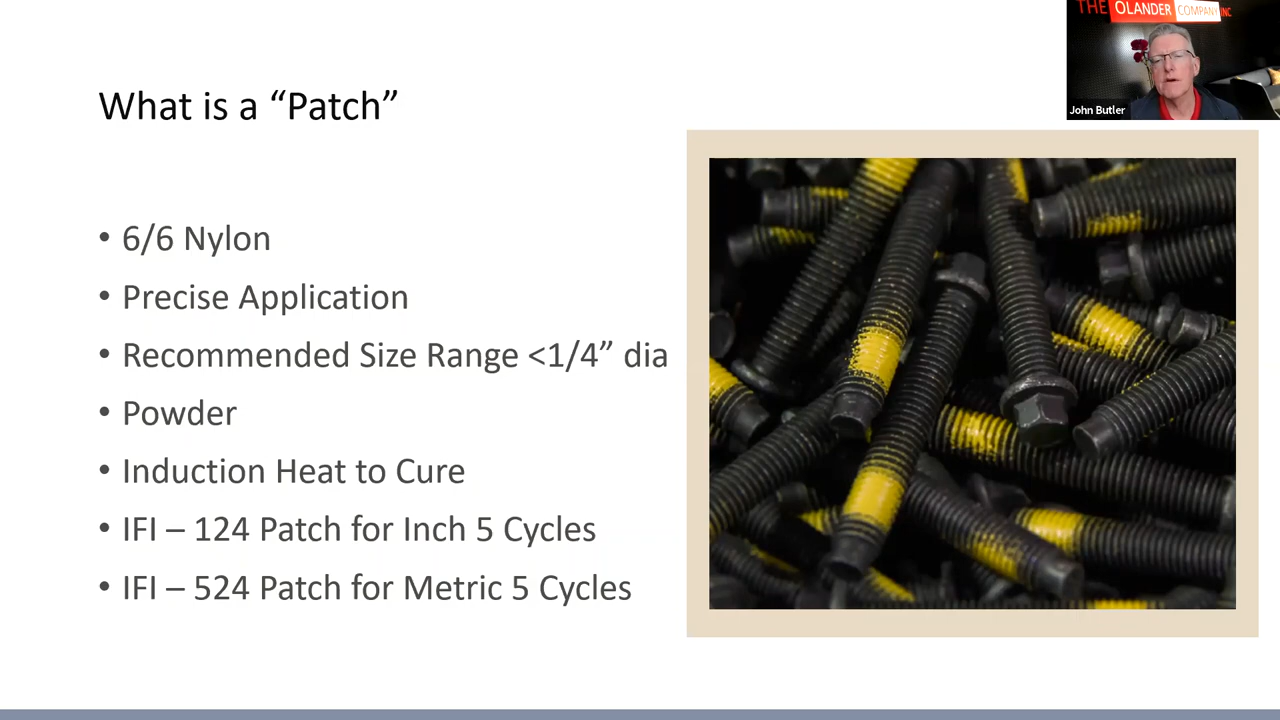 THE OLANDER COMPANY INC
John Butler
What is a “Patch”
• 6/6 Nylon
• Precise Application
• Recommended Size Range <1/4” dia
• Powder
• Induction Heat to Cure
• IFI – 124 Patch for Inch 5 Cycles
• IFI – 524 Patch for Metric 5 Cycles